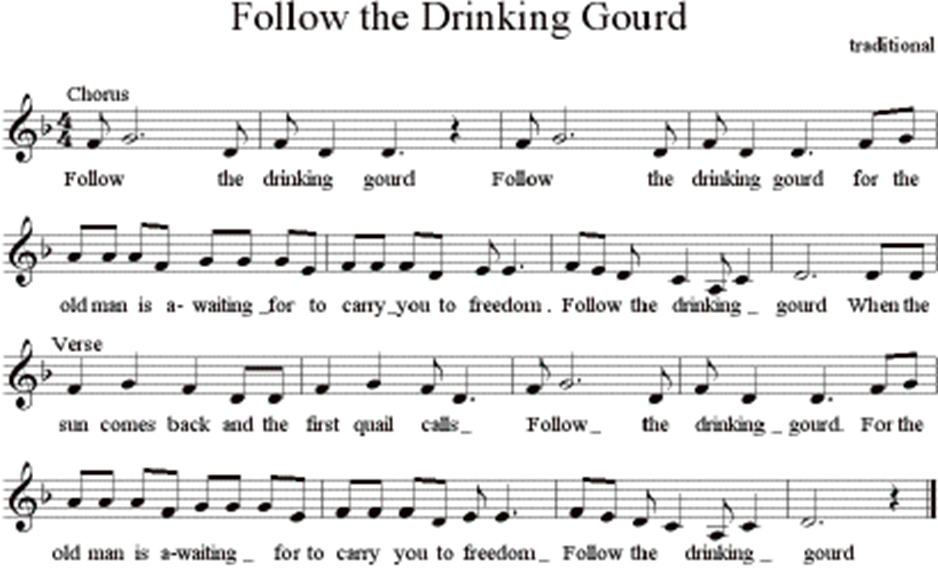 Follow the Drinking Gourd
traditional
Chorus
4
4
Follow the drinking gourd Follow the drinking gourd for the
old man is a- waiting _for to carry_you to freedom . Follow the drinking _ gourd When the
Verse
sun comes back and the first quail calls_ Follow_ the drinking _ gourd. For the
old man is a-waiting _ for to carry you to freedom _ Follow the drinking _ gourd